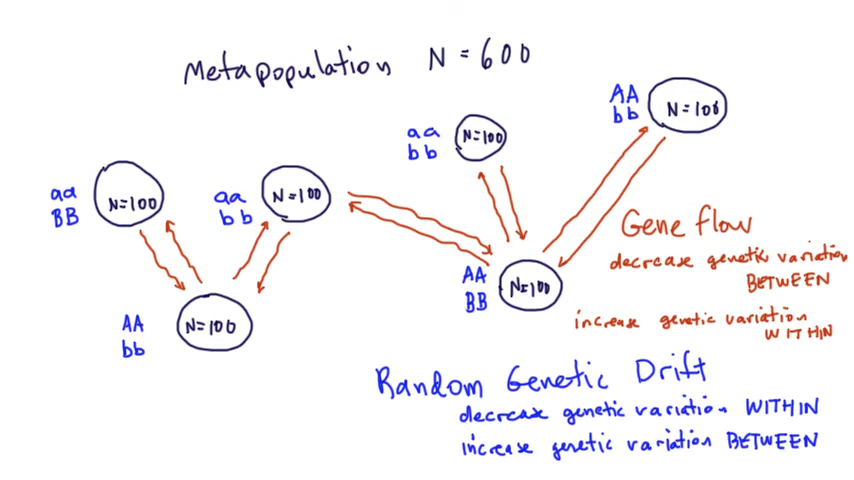 Metapopulation N = 600
AA
bb
N=100
aa
bb
N=100
aa
BB
N=100
aa
bb
N=100
Gene flow
decrease genetic variation
BETWEEN
AA
BB
N=100
increase genetic variation
WITHIN
AA
bb
N=100
Random Genetic Drift
decrease genetic variation WITHIN
increase genetic variation BETWEEN